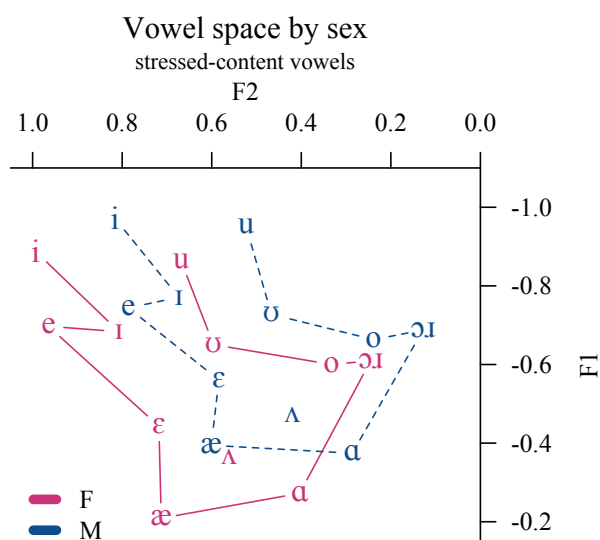 Vowel space by sex
stressed-content vowels
F2
1.0 0.8 0.6 0.4 0.2 0.0
-1.0
-0.8
-0.6
-0.4
-0.2
F1
i u
i u
e ɪ ʊ o ɔɪ
e ɪ ʊ o ɔɪ
ɛ ʌ
ɛ
æ ʌ ɑ
æ ɑ
F
M